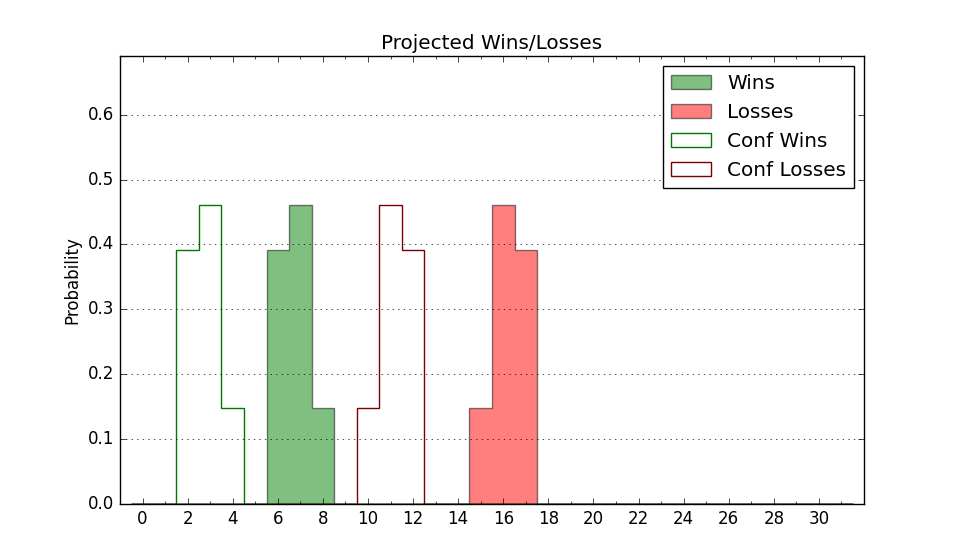 Projected Wins/Losses
Wins
Losses
Conf Wins
Conf Losses
Probability
0.6
0.5
0.4
0.3
0.2
0.1
0.0
0 2 4 6 8 10 12 14 16 18 20 22 24 26 28 30